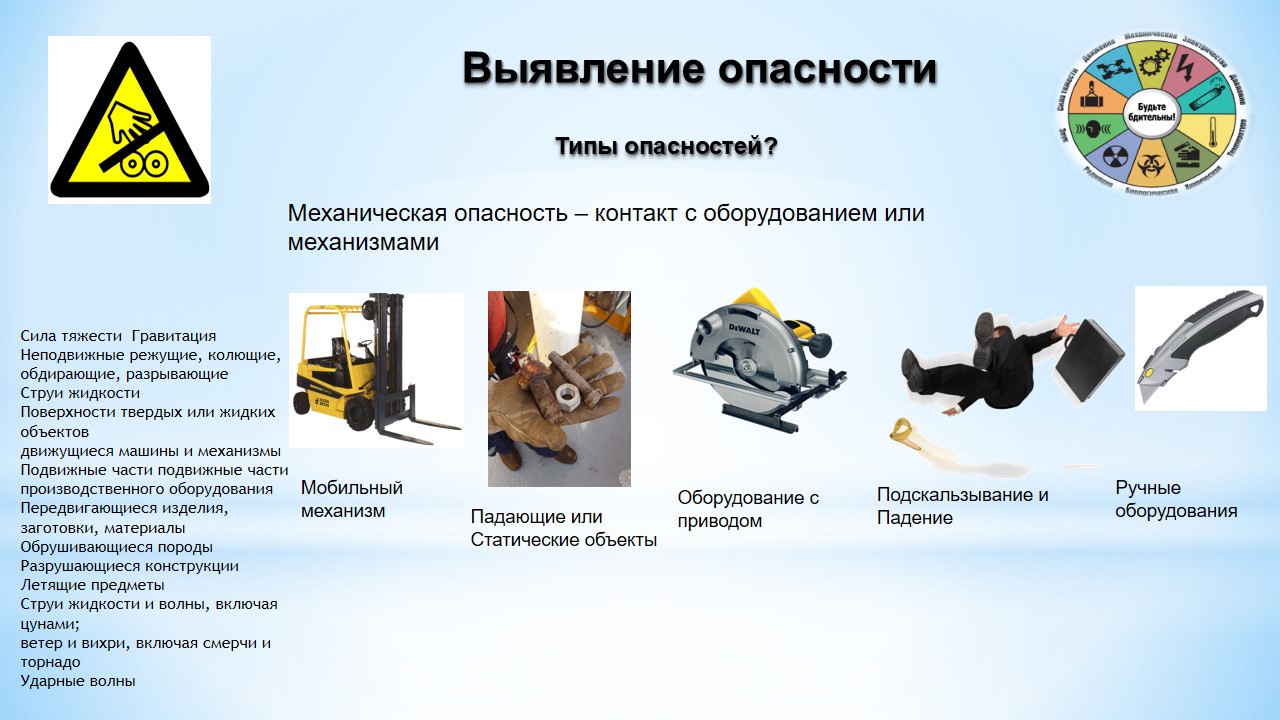 Выявление опасности
Типы опасностей?
Механическая
Электричество
Давление
Температура
Химическая
Биологическая
Радиация
Сила тяжести
Движение
Будьте
бдительны!
Механическая опасность – контакт с оборудованием или
механизмами
Сила тяжести  Гравитация
Неподвижные режущие, колющие,
обдирающие, разрывающие
Струи жидкости
Поверхности твердых или жидких
объектов
движущиеся машины и механизмы
Подвижные части подвижные части
производственного оборудования
Передвигающиеся изделия,
заготовки, материалы
Обрушивающиеся породы
Разрушающиеся конструкции
Летящие предметы
Струи жидкости и волны, включая
цунами;
ветер и вихри, включая смерчи и
торнадо
Ударные волны
DEWALT
Мобильный
механизм
Падающие или
Статические объекты
Оборудование с
приводом
Подскальзывание и
Падение
Ручные
оборудования